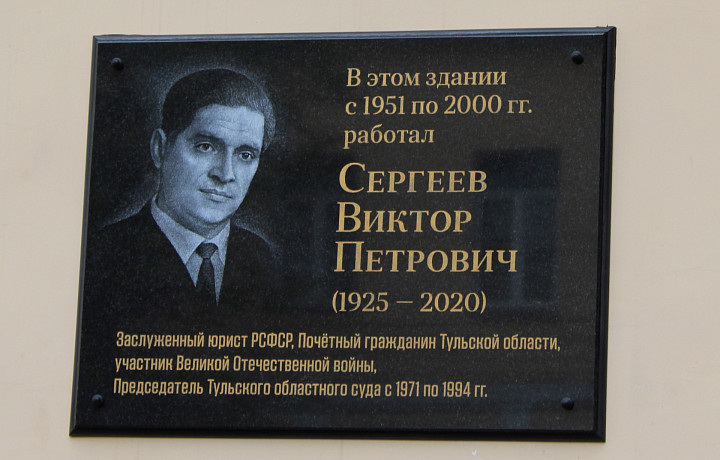 В этом здании
с 1951 по 2000 гг.
работал
Сергеев
Виктор
Петрович
(1925 – 2020)
Заслуженный юрист РСФСР, Почётный гражданин Тульской области,
участник Великой Отечественной войны,
Председатель Тульского областного суда с 1971 по 1994 гг.